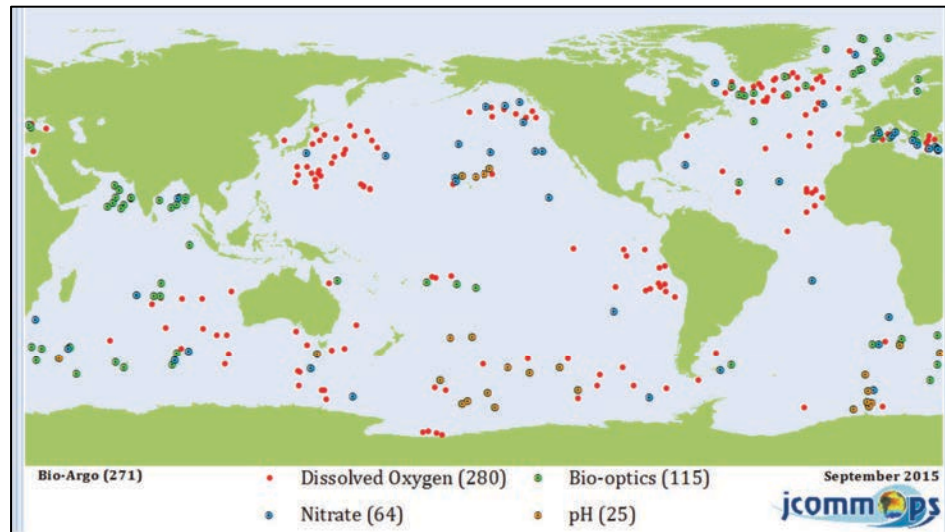 Bio-Argo (271)
Dissolved Oxygen (280)
Bio-optics (115)
September 2015
Nitrate (64)
pH (25)
jcommops